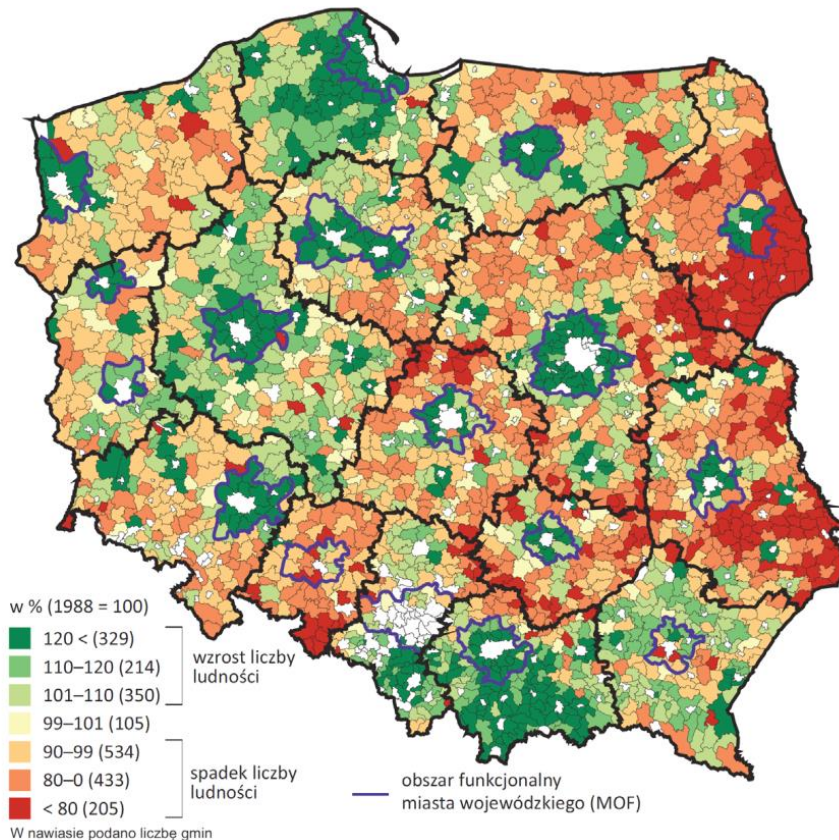 w % (1988 = 100)
120 < (329)
110–120 (214)
101–110 (350)
wzrost liczby
ludności
99–101 (105)
90–99 (534)
80–0 (433)
< 80 (205)
spadek liczby
ludności
obszar funkcjonalny
miasta wojewódzkiego (MOF)
W nawiasie podano liczbę gmin